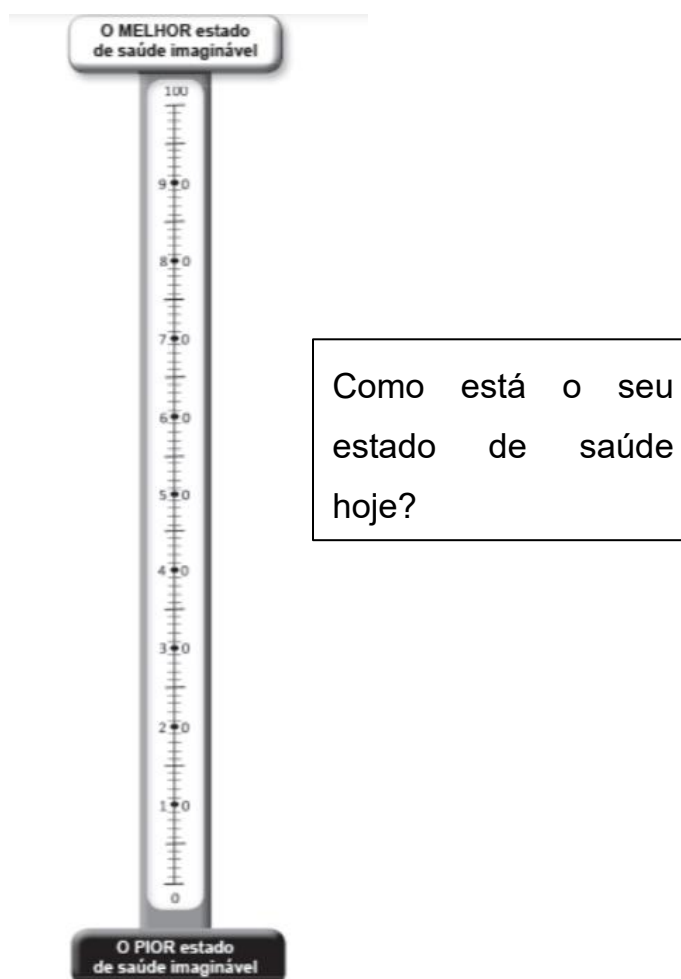 O MELHOR estado
de saúde imaginável
100
90
80
70
60
50
40
30
20
10
0
O PIOR estado
de saúde imaginável
Como está o seu
estado de saúde
hoje?